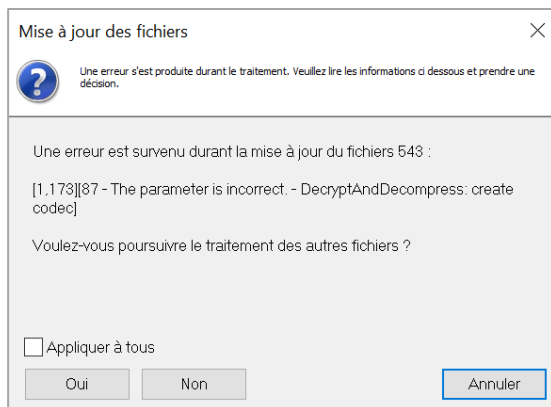 Mise à jour des fichiers
Une erreur s'est produite durant le traitement. Veuillez lire les informations ci dessous et prendre une
décision.
Une erreur est survenu durant la mise à jour du fichiers 543 :
[1,173][87 - The parameter is incorrect. - DecryptAndDecompress: create
codec]
Voulez-vous poursuivre le traitement des autres fichiers ?
Appliquer à tous
Oui
Non
Annuler